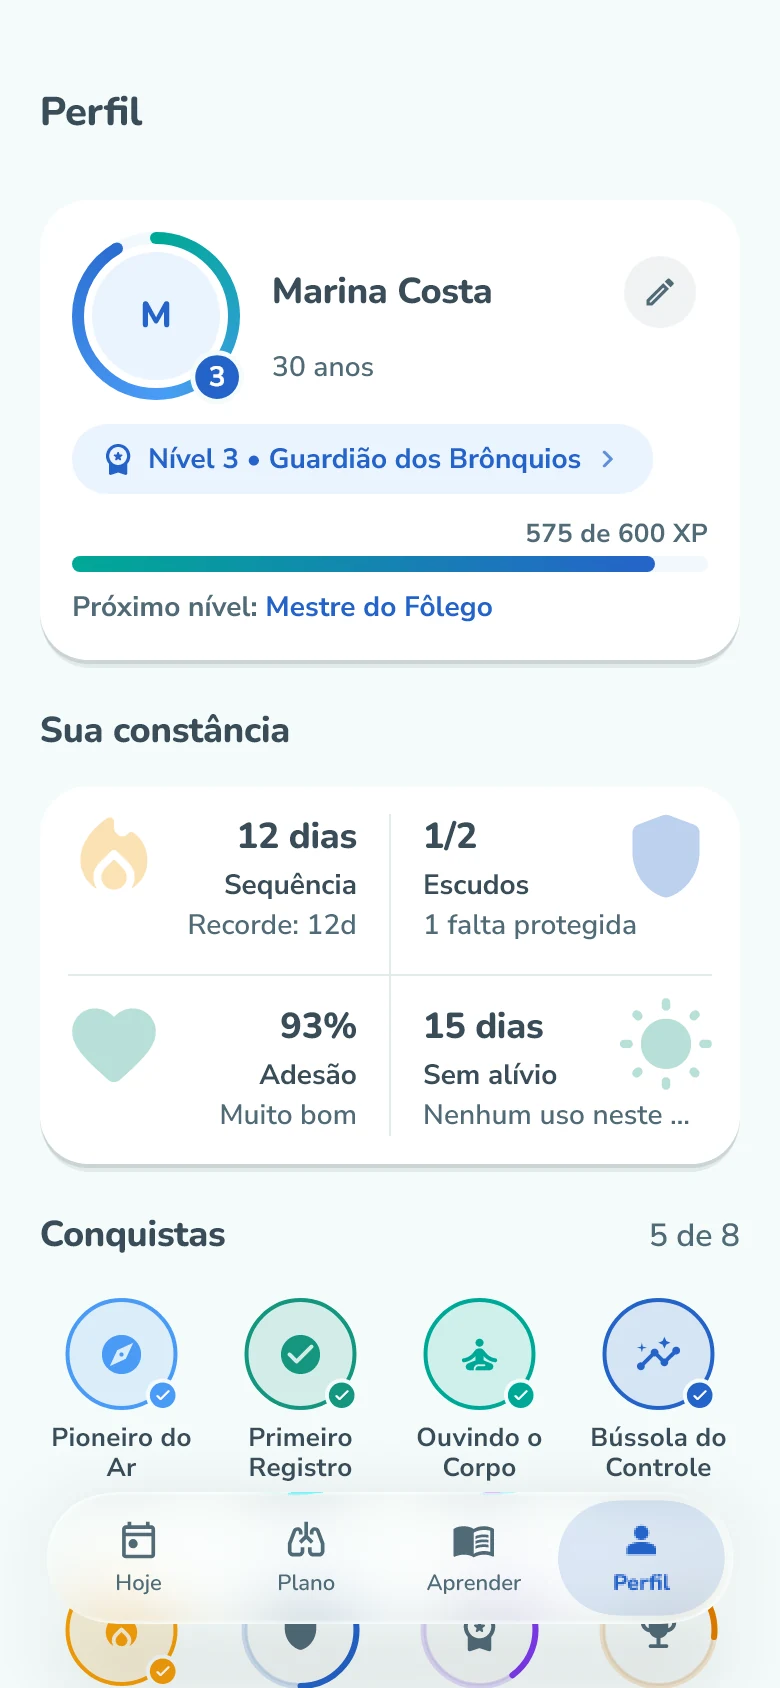 Perfil
M
3
Marina Costa
30 anos
Nível 3 • Guardião dos Brônquios
575 de 600 XP
Próximo nível: Mestre do Fôlego
Sua constância
12 dias
Sequência
Recorde: 12d
1/2
Escudos
1 falta protegida
93%
Adesão
Muito bom
15 dias
Sem alívio
Nenhum uso neste ...
Conquistas
5 de 8
Pioneiro do
Ar
Primeiro
Registro
Ouvindo o
Corpo
Bússola do
Controle
Hoje
Plano
Aprender
Perfil